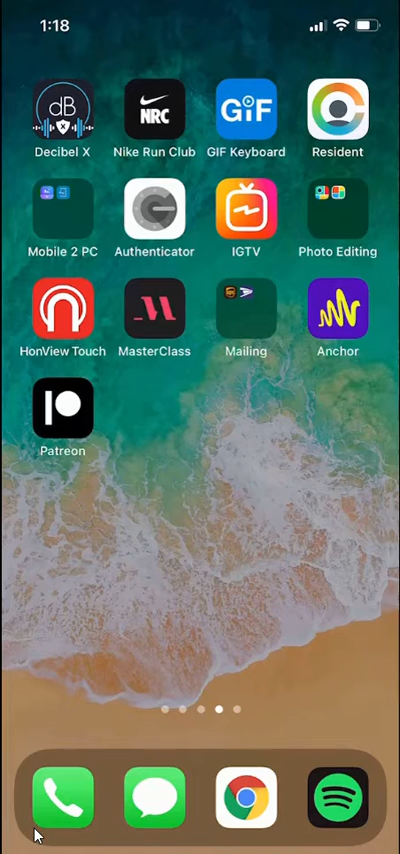 1:18
dB
X
NRC
GIF
Decibel X
Nike Run Club
GIF Keyboard
Resident
Mobile 2 PC
Authenticator
IGTV
Photo Editing
HonView Touch
MasterClass
Mailing
Anchor
Patreon